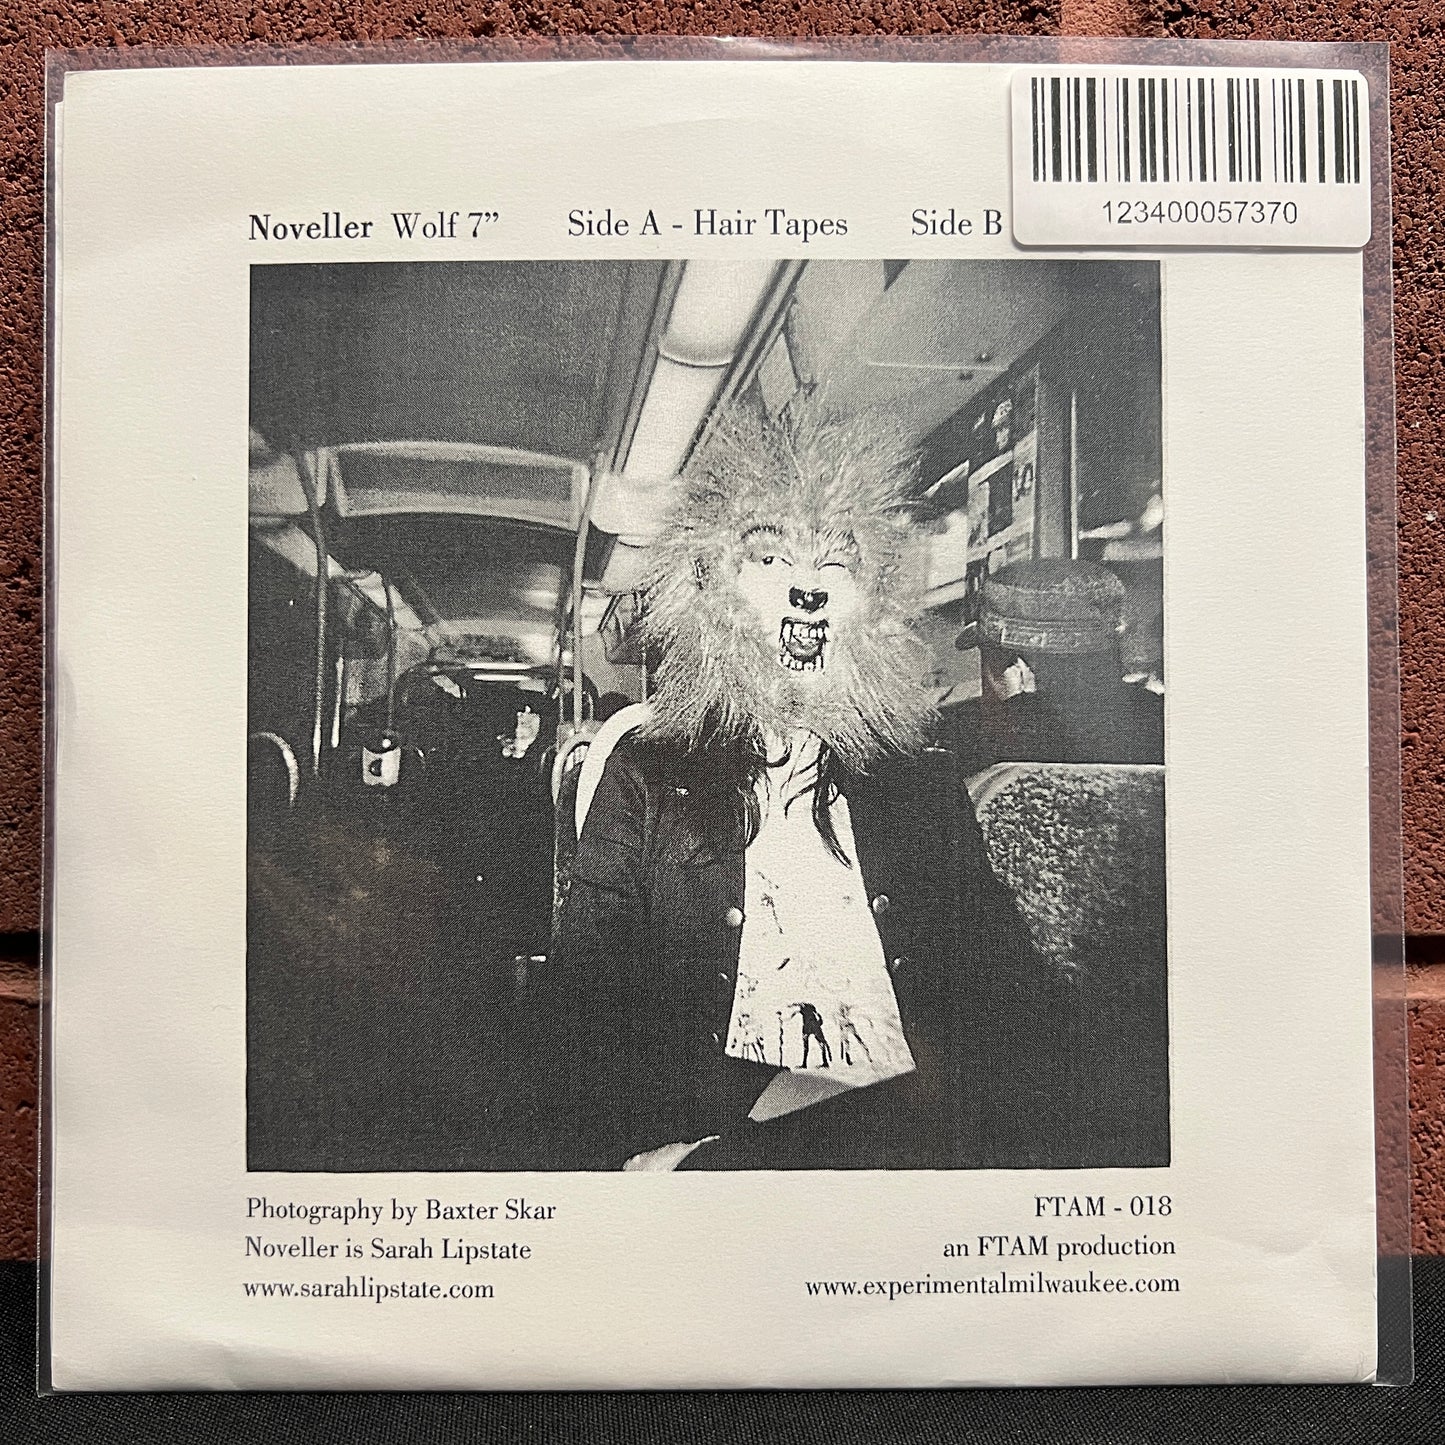 123400057370
Noveller Wolf 7” Side A - Hair Tapes Side B
Photography by Baxter Skar
Noveller is Sarah Lipstate
www.sarahlipstate.com
FTAM - 018
an FTAM production
www.experimentalmilwaukee.com